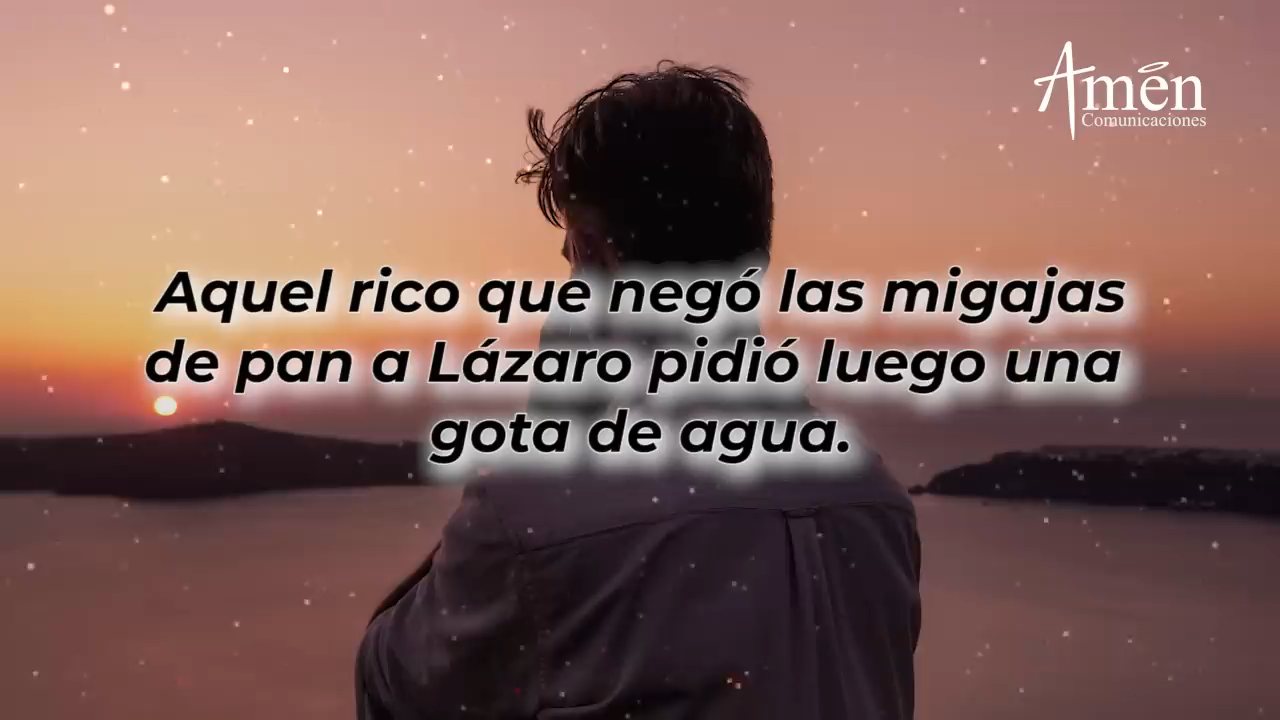 Amén
Comunicaciones
Aquel rico que negó las migajas
de pan a Lázaro pidió luego una
gota de agua.